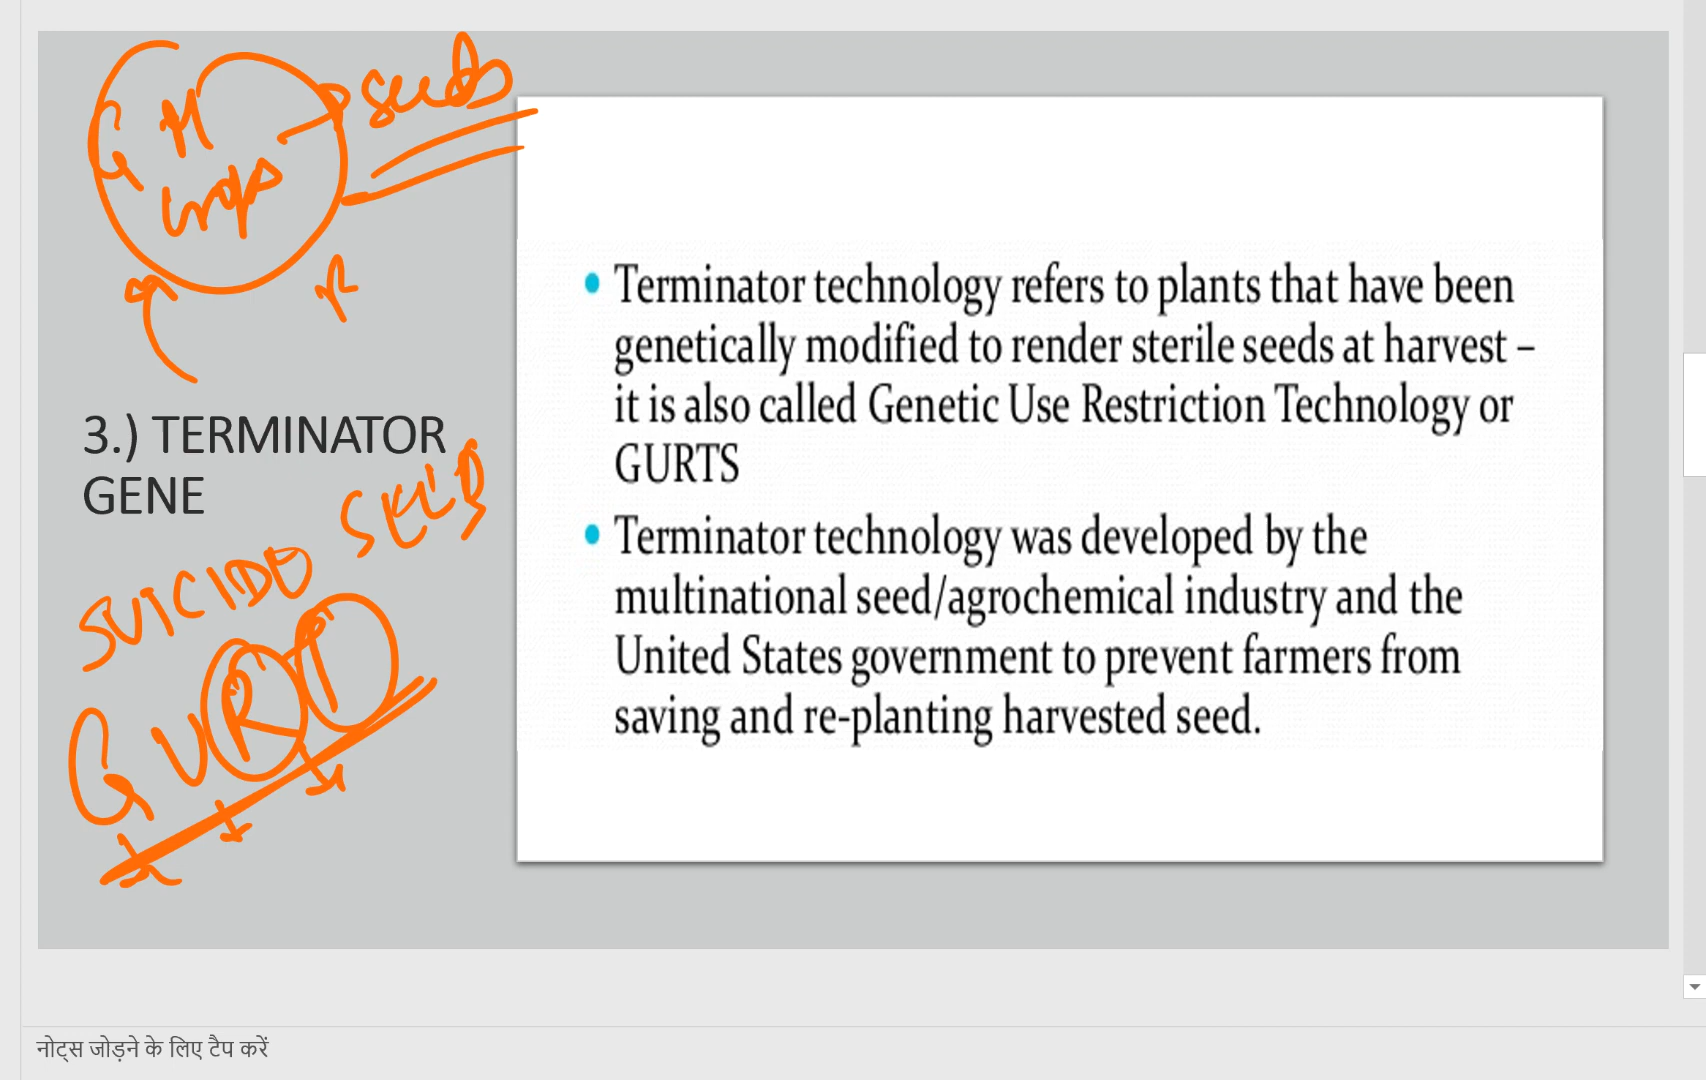 GM
crops
seeds
3.) TERMINATOR
GENE
SEED
SUICIDE
GURT
• Terminator technology refers to plants that have been
genetically modified to render sterile seeds at harvest –
it is also called Genetic Use Restriction Technology or
GURTS
• Terminator technology was developed by the
multinational seed/agrochemical industry and the
United States government to prevent farmers from
saving and re-planting harvested seed.
नोट्स जोड़ने के लिए टैप करें